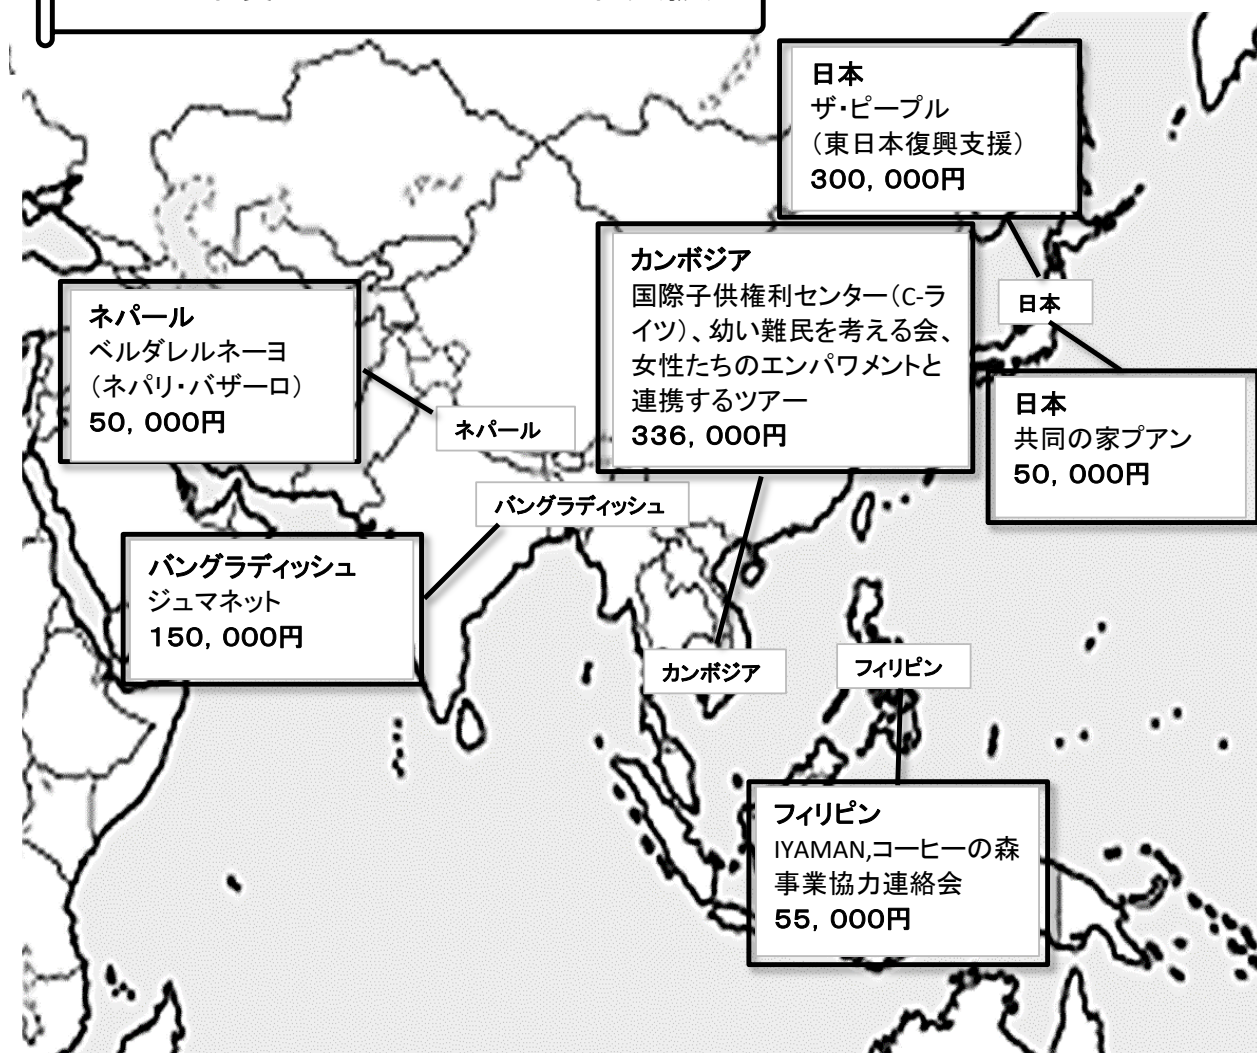 日本
ザ・ピープル
（東日本復興支援）
300，000円
カンボジア
国際子供権利センター（C-ラ
イツ）、幼い難民を考える会、
女性たちのエンパワメントと
連携するツアー
336，000円
日本
ネパール
ベルダレルネーヨ
（ネパリ・バザーロ）
50，000円
ネパール
日本
共同の家プアン
50，000円
バングラディッシュ
バングラディッシュ
ジュマネット
150，000円
カンボジア
フィリピン
フィリピン
IYAMAN,コーヒーの森
事業協力連絡会
55，000円